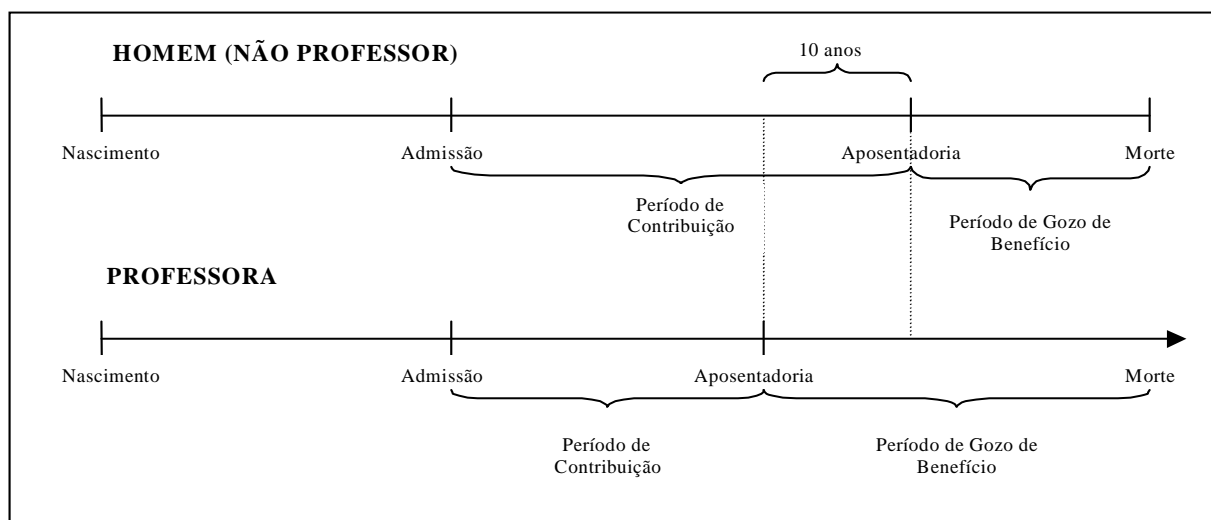 10 anos
HOMEM (NÃO PROFESSOR)
Nascimento Admissão Aposentadoria Morte
Período de
Contribuição
Período de Gozo de
Benefício
PROFESSORA
Nascimento Admissão Aposentadoria Morte
Período de
Contribuição
Período de Gozo de
Benefício